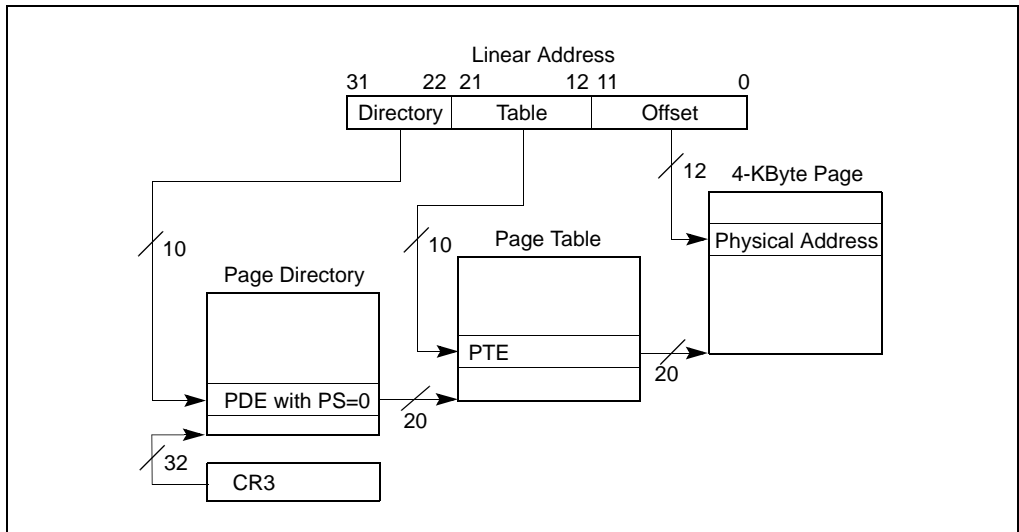 Linear Address
31 22 21 12 11 0
Directory Table Offset
12
4-KByte Page
Physical Address
10
10
Page Table
Page Directory
PTE
20
PDE with PS=0
20
32
CR3